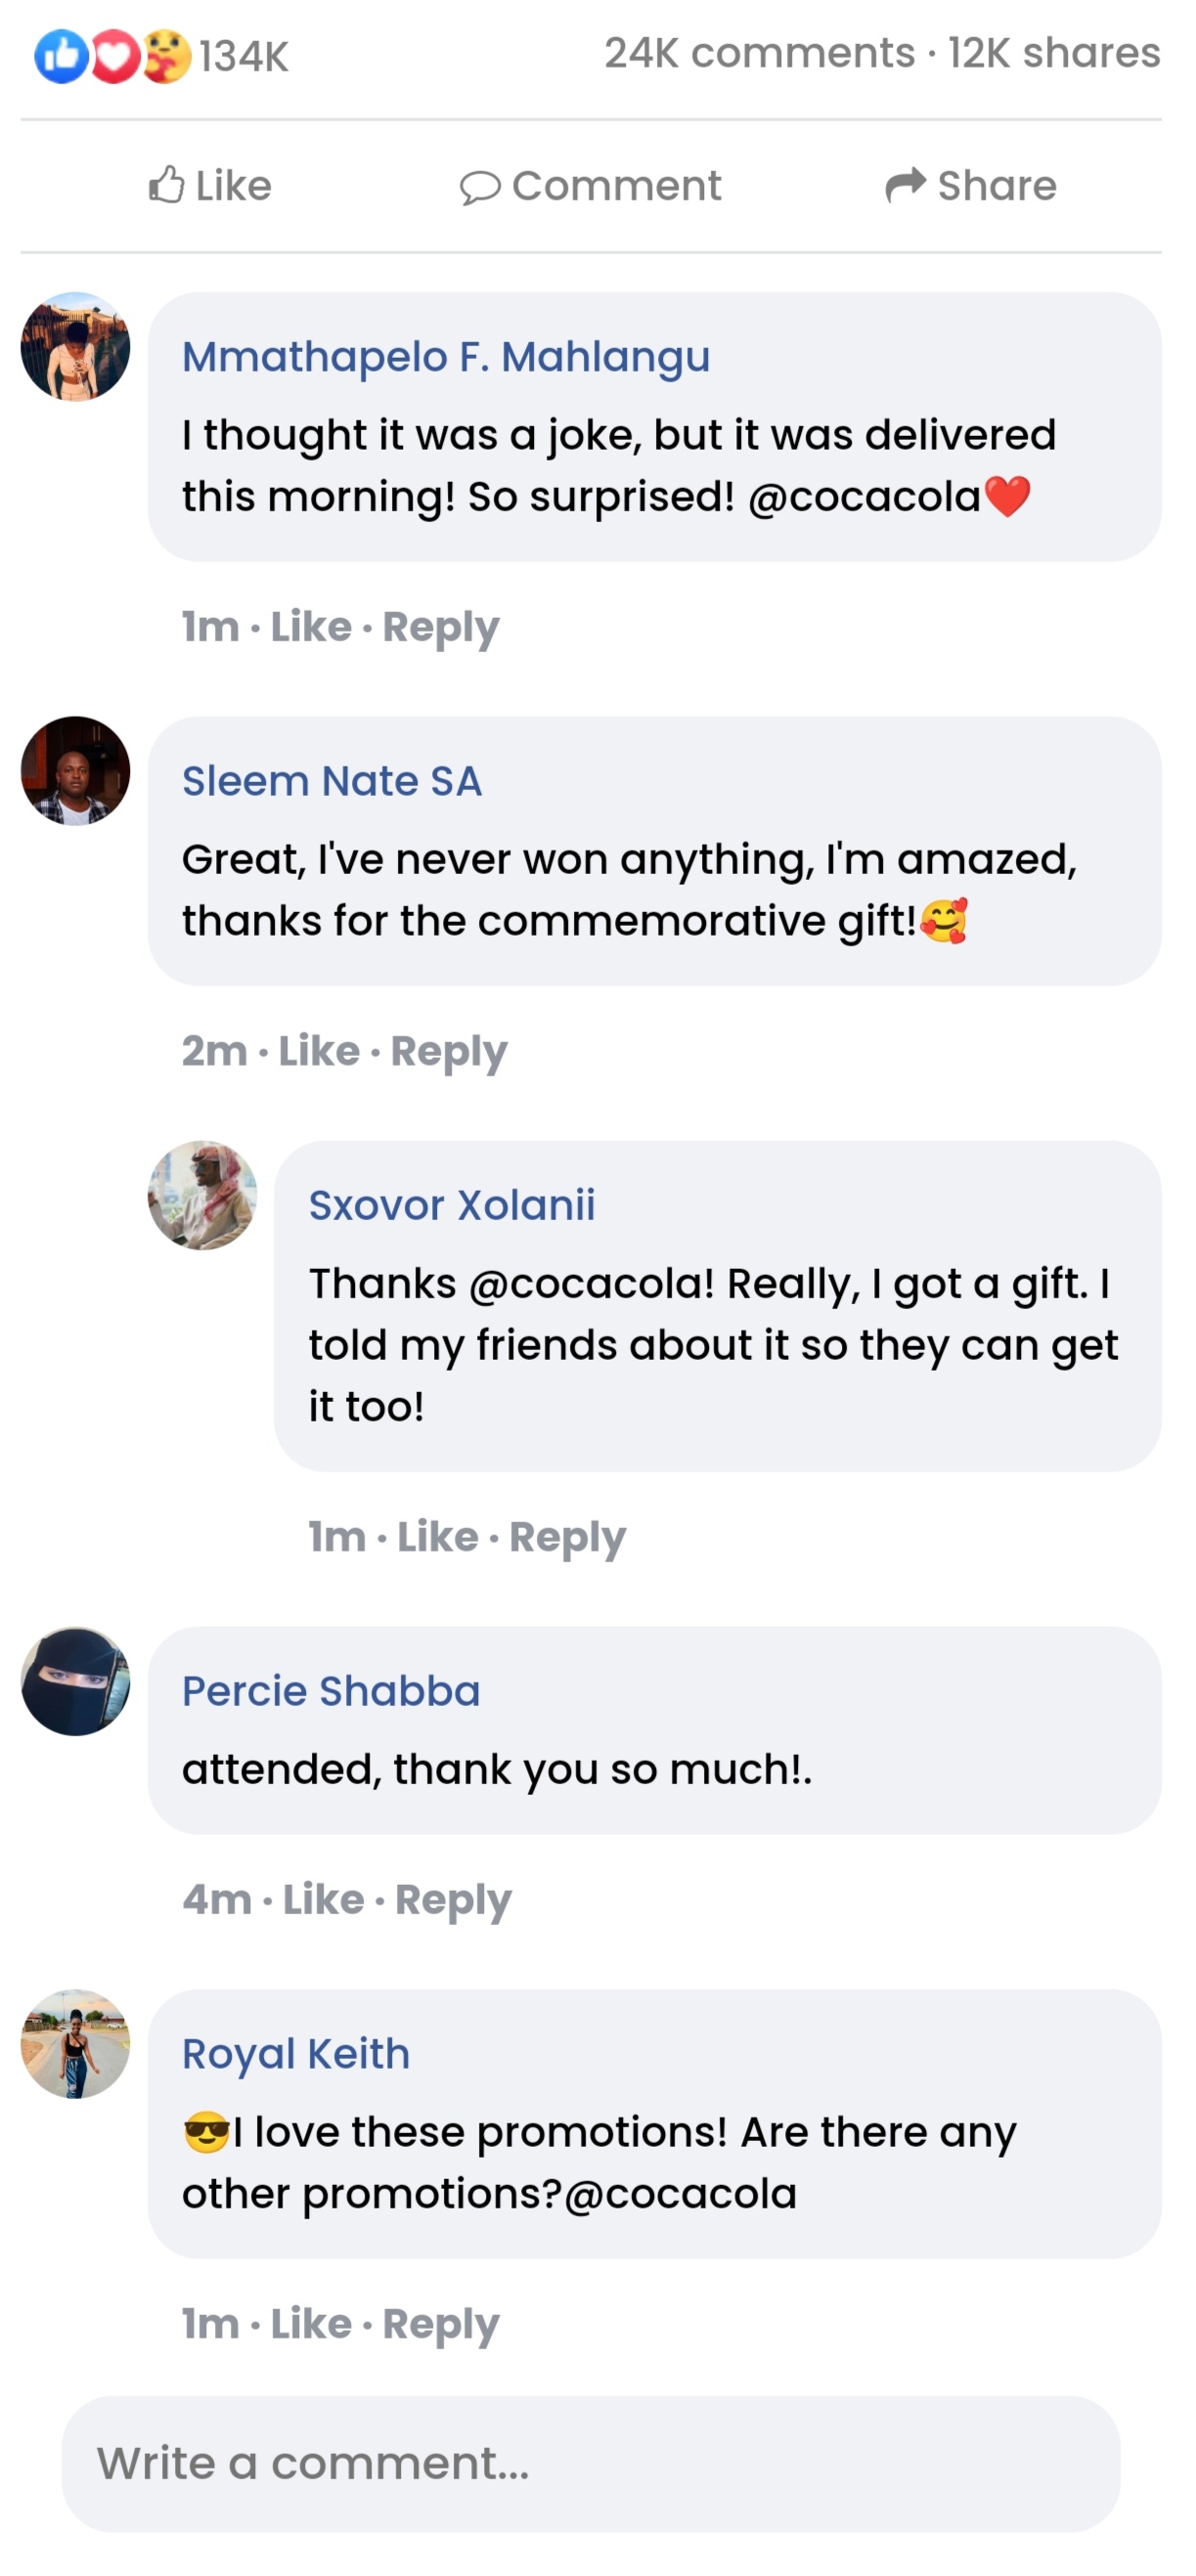 134K
24K comments · 12K shares
Like
Comment
Share
Mmathapelo F. Mahlangu
I thought it was a joke, but it was delivered
this morning! So surprised! @cocacola❤️
1m · Like · Reply
Sleem Nate SA
Great, I've never won anything, I'm amazed,
thanks for the commemorative gift!🥰
2m · Like · Reply
Sxovor Xolanii
Thanks @cocacola! Really, I got a gift. I
told my friends about it so they can get
it too!
1m · Like · Reply
Percie Shabba
attended, thank you so much!.
4m · Like · Reply
Royal Keith
😎I love these promotions! Are there any
other promotions?@cocacola
1m · Like · Reply
Write a comment...